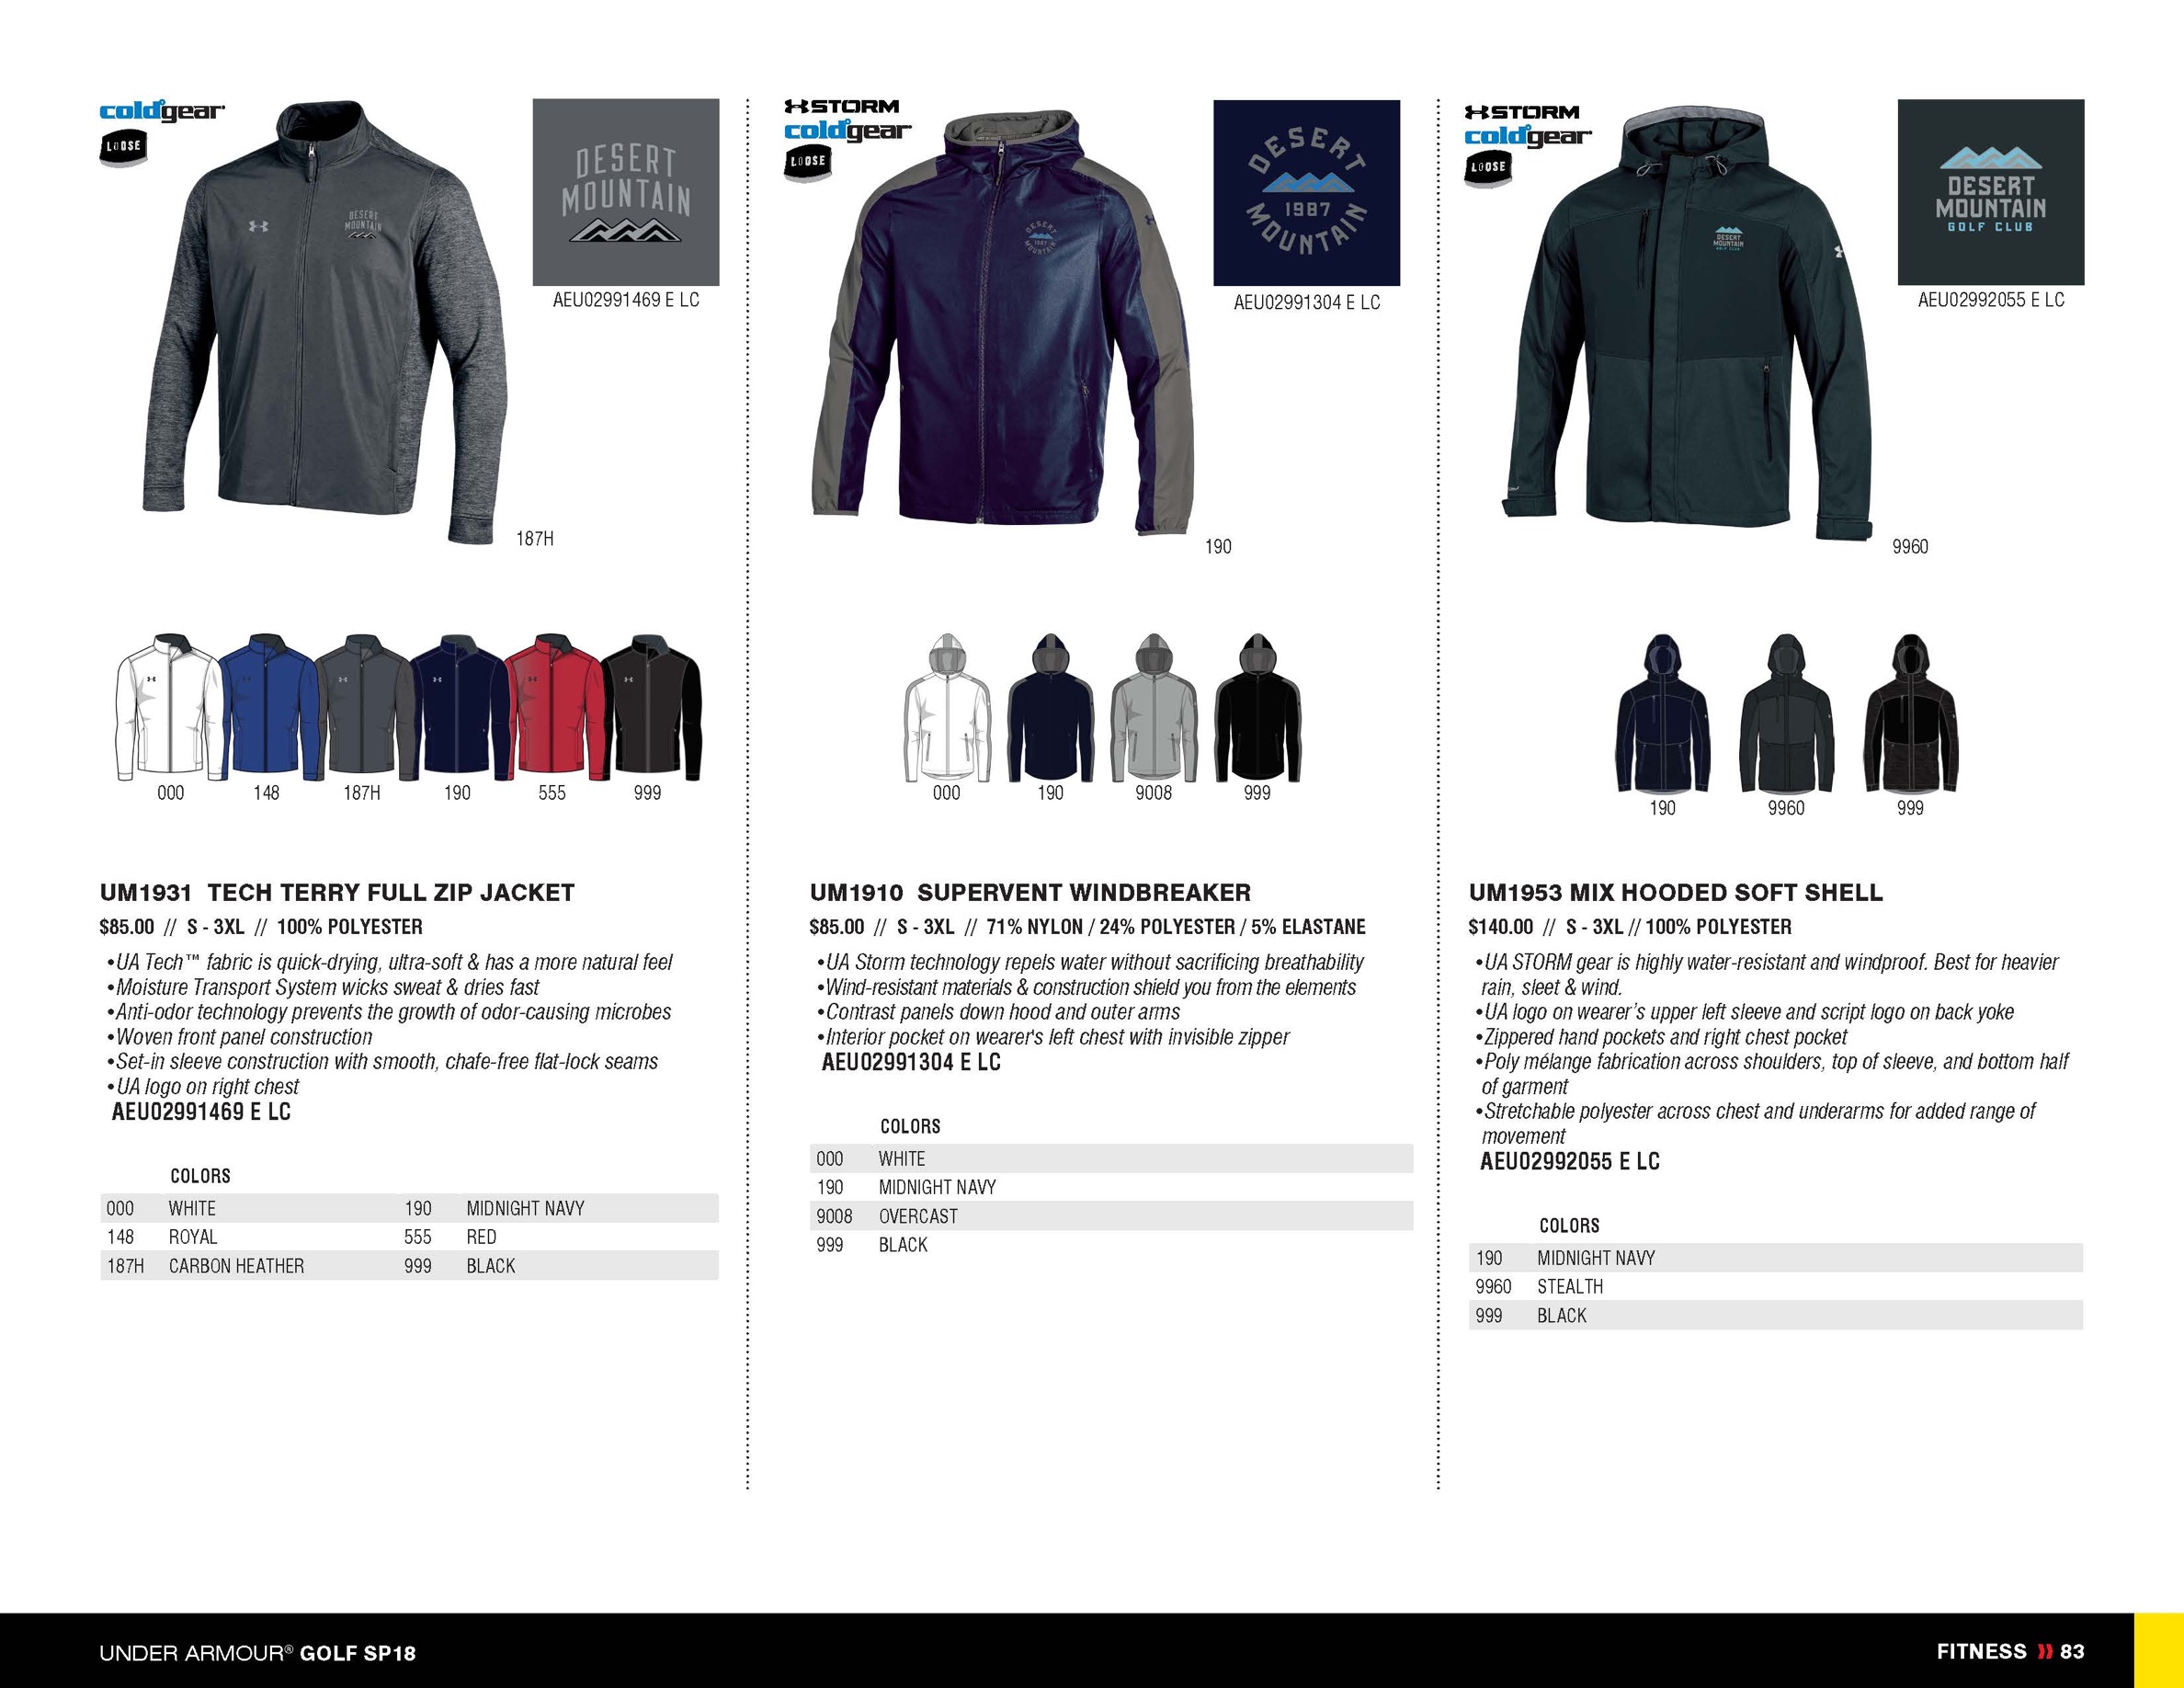 coldgear®
LOOSE
DESERT
MOUNTAIN
DESERT
MOUNTAIN
AEU02991469 E LC
187H
000 148 187H 190 555 999
UM1931 TECH TERRY FULL ZIP JACKET
$85.00 // S - 3XL // 100% POLYESTER
•UA Tech™ fabric is quick-drying, ultra-soft & has a more natural feel
•Moisture Transport System wicks sweat & dries fast
•Anti-odor technology prevents the growth of odor-causing microbes
•Woven front panel construction
•Set-in sleeve construction with smooth, chafe-free flat-lock seams
•UA logo on right chest
AEU02991469 E LC
COLORS
000 WHITE 190 MIDNIGHT NAVY
148 ROYAL 555 RED
187H CARBON HEATHER 999 BLACK
STORM
coldgear®
LOOSE
DESERT
1987
MOUNTAIN
DESERT
1987
MOUNTAIN
AEU02991304 E LC
190
000 190 9008 999
UM1910 SUPERVENT WINDBREAKER
$85.00 // S - 3XL // 71% NYLON / 24% POLYESTER / 5% ELASTANE
•UA Storm technology repels water without sacrificing breathability
•Wind-resistant materials & construction shield you from the elements
•Contrast panels down hood and outer arms
•Interior pocket on wearer's left chest with invisible zipper
AEU02991304 E LC
COLORS
000 WHITE
190 MIDNIGHT NAVY
9008 OVERCAST
999 BLACK
STORM
coldgear®
LOOSE
DESERT
MOUNTAIN
GOLF CLUB
DESERT
MOUNTAIN
GOLF CLUB
AEU02992055 E LC
9960
190 9960 999
UM1953 MIX HOODED SOFT SHELL
$140.00 // S - 3XL // 100% POLYESTER
•UA STORM gear is highly water-resistant and windproof. Best for heavier
rain, sleet & wind.
•UA logo on wearer’s upper left sleeve and script logo on back yoke
•Zippered hand pockets and right chest pocket
•Poly mélange fabrication across shoulders, top of sleeve, and bottom half
of garment
•Stretchable polyester across chest and underarms for added range of
movement
AEU02992055 E LC
COLORS
190 MIDNIGHT NAVY
9960 STEALTH
999 BLACK
UNDER ARMOUR® GOLF SP18
FITNESS 83